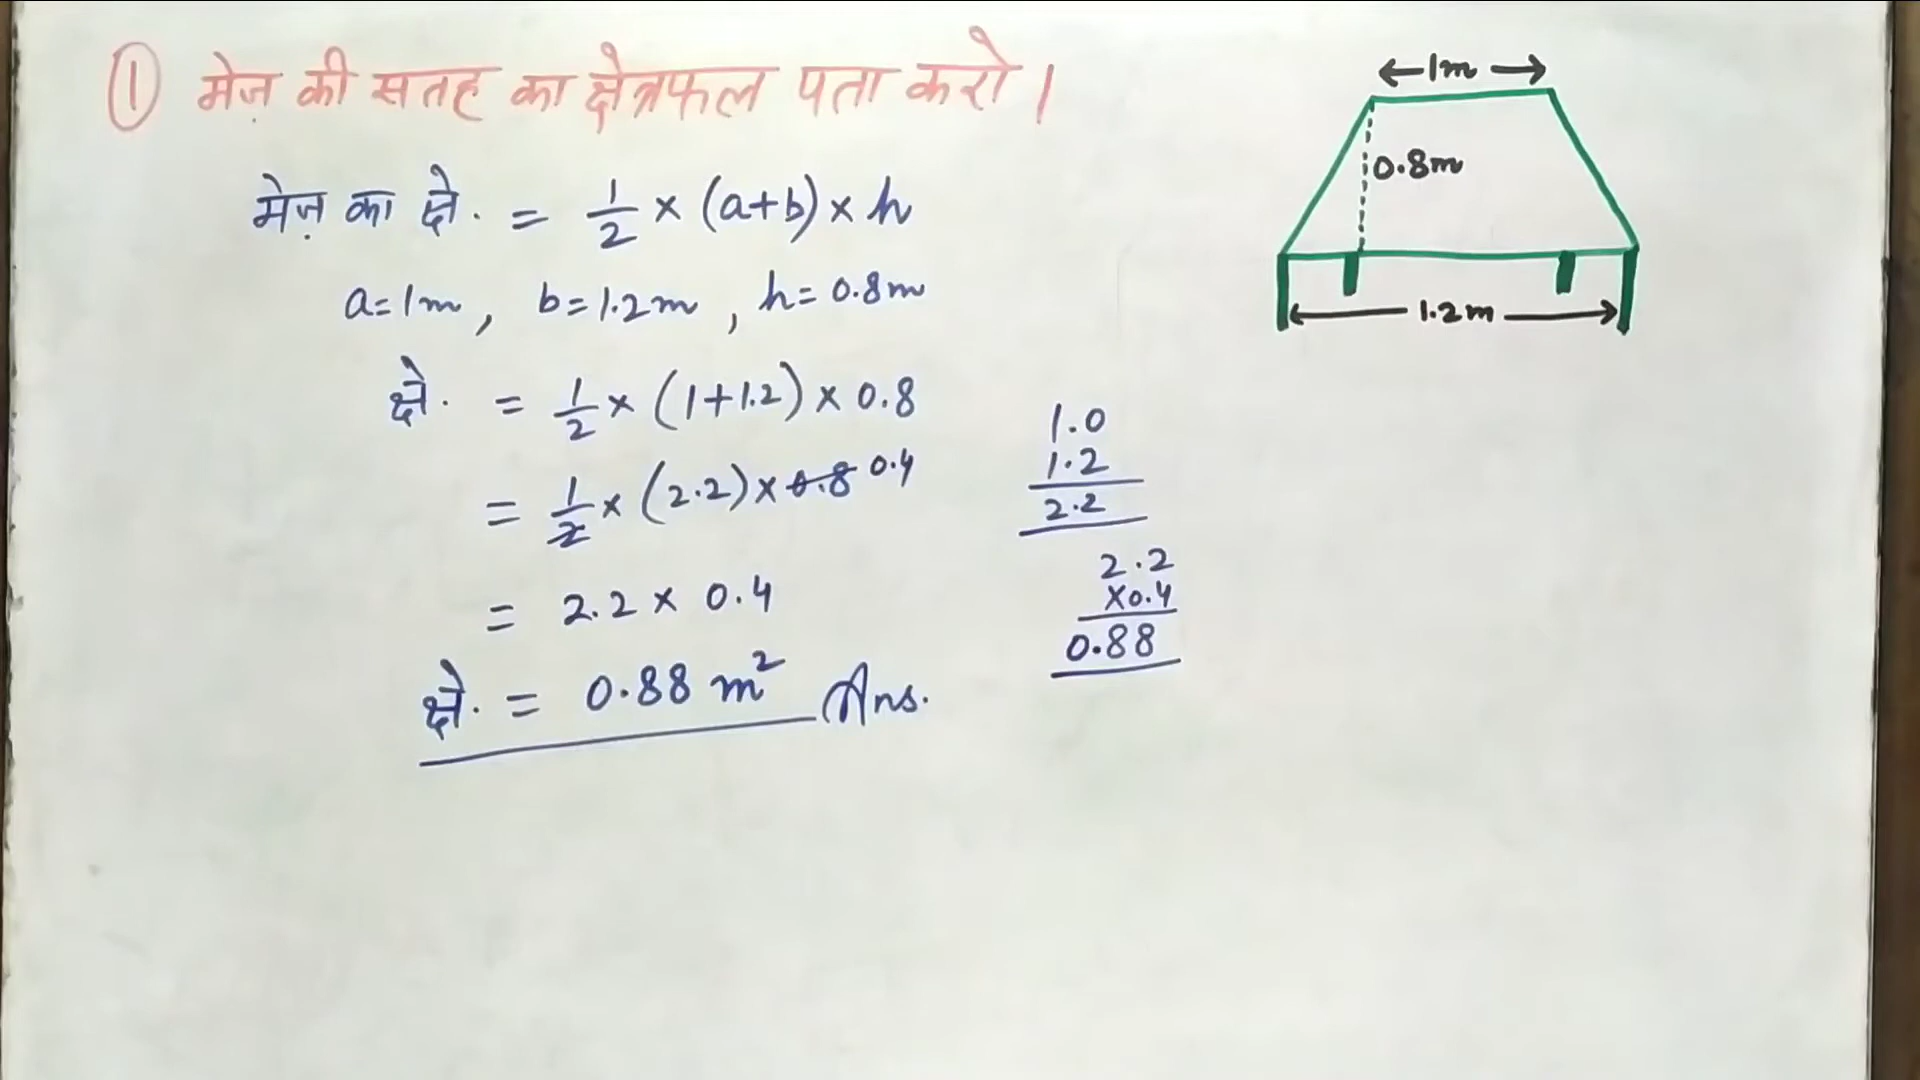 ① मेज़ की सतह का क्षेत्रफल पता करो।
मेज़ का क्षे. = 1/2 × (a+b) × h
a=1m, b=1.2m, h=0.8m
क्षे. = 1/2 × (1+1.2) × 0.8
= 1/2 × (2.2) × 0.8 0.4
= 2.2 × 0.4
क्षे. = 0.88 m² Ans.
1.0
1.2
2.2
2.2
×0.4
0.88
←1m→
0.8m
←1.2m→